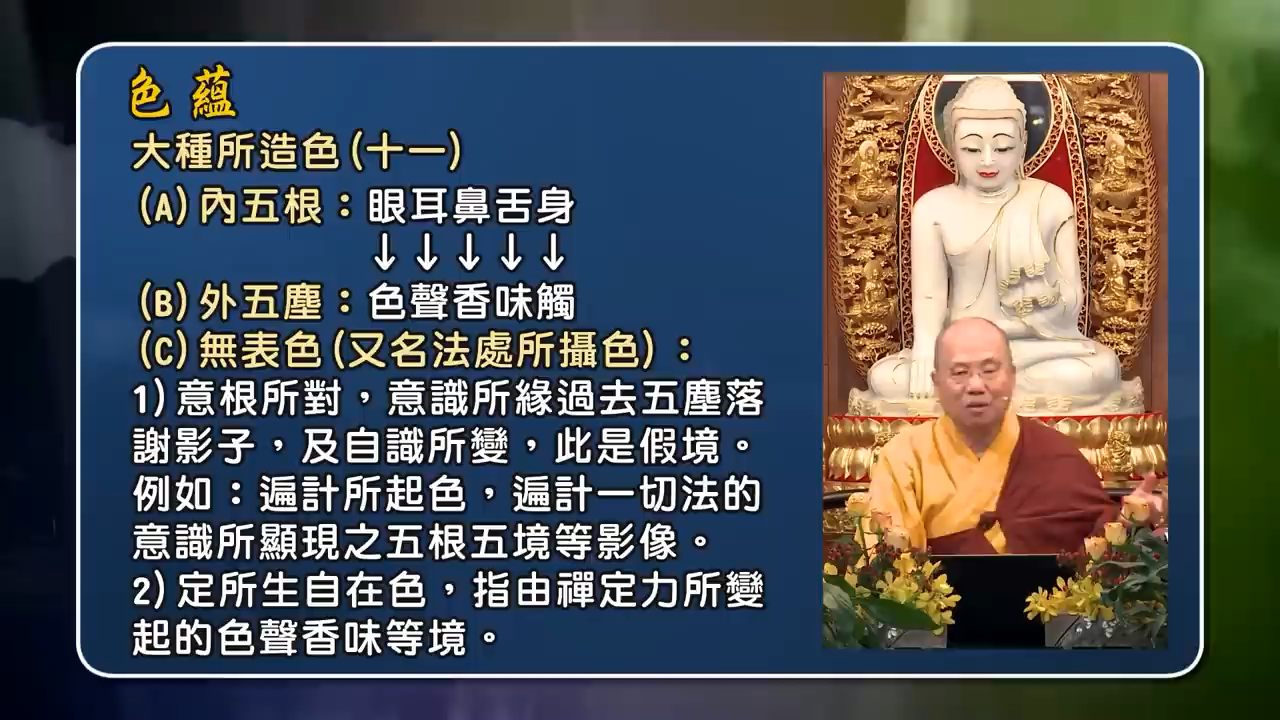 色蘊
大種所造色(十一)
(A)內五根：眼耳鼻舌身
↓↓↓↓↓
(B)外五塵：色聲香味觸
(C)無表色(又名法處所攝色)：
1)意根所對，意識所緣過去五塵落
謝影子，及自識所變，此是假境。
例如：遍計所起色，遍計一切法的
意識所顯現之五根五境等影像。
2)定所生自在色，指由禪定力所變
起的色聲香味等境。